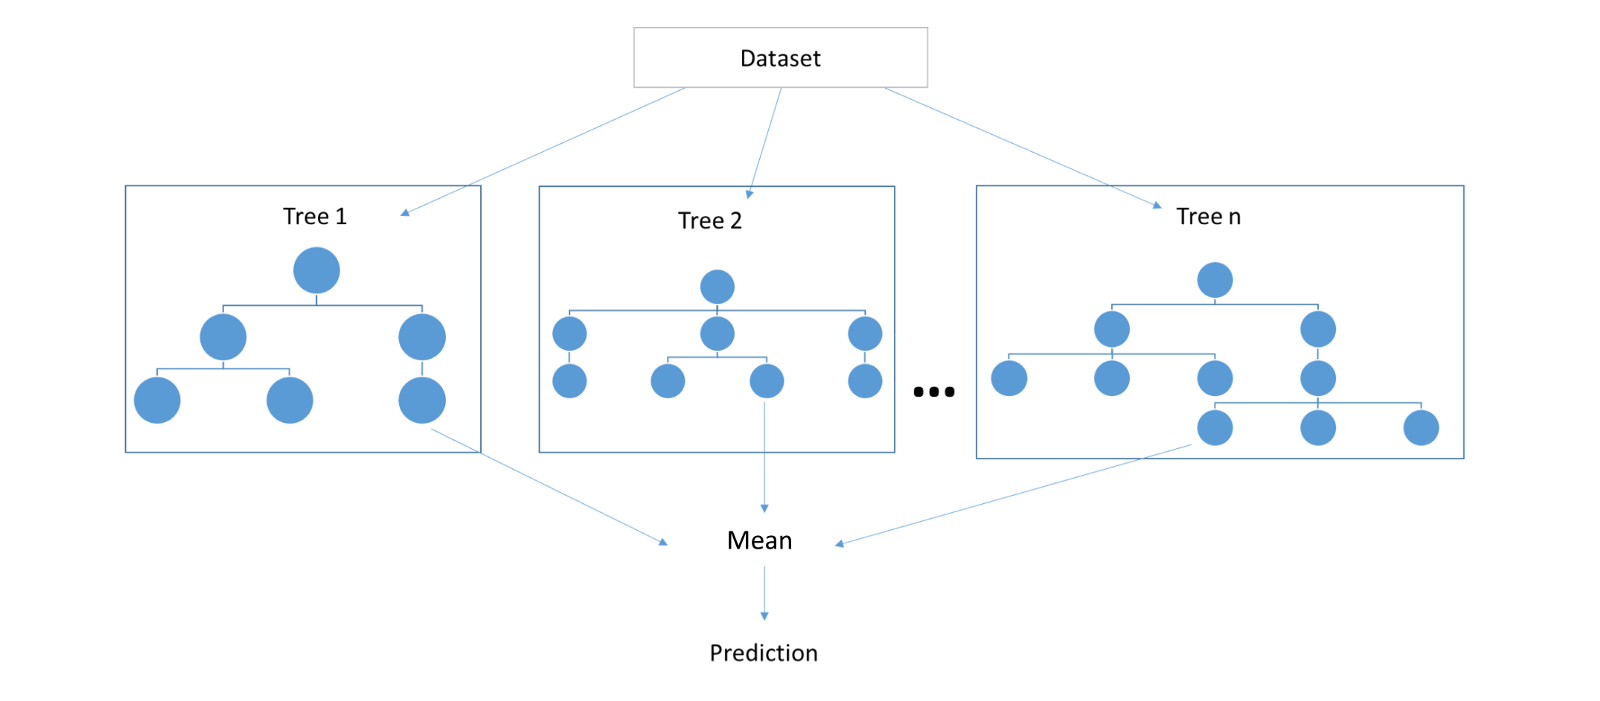 Dataset
Tree 1
Tree 2
Tree n
...
Mean
Prediction